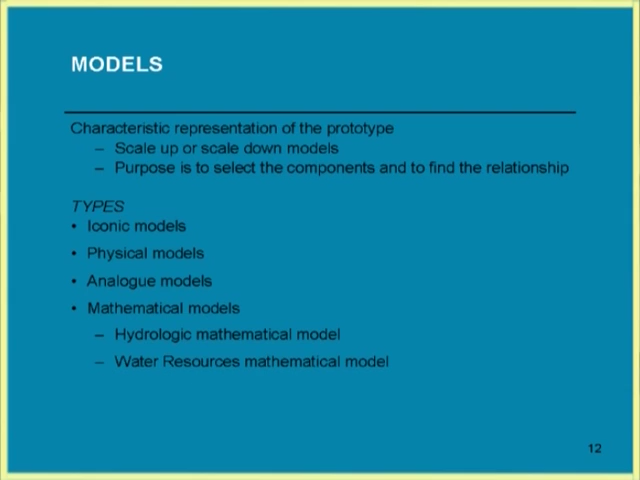 MODELS
Characteristic representation of the prototype
– Scale up or scale down models
– Purpose is to select the components and to find the relationship
TYPES
• Iconic models
• Physical models
• Analogue models
• Mathematical models
– Hydrologic mathematical model
– Water Resources mathematical model
12